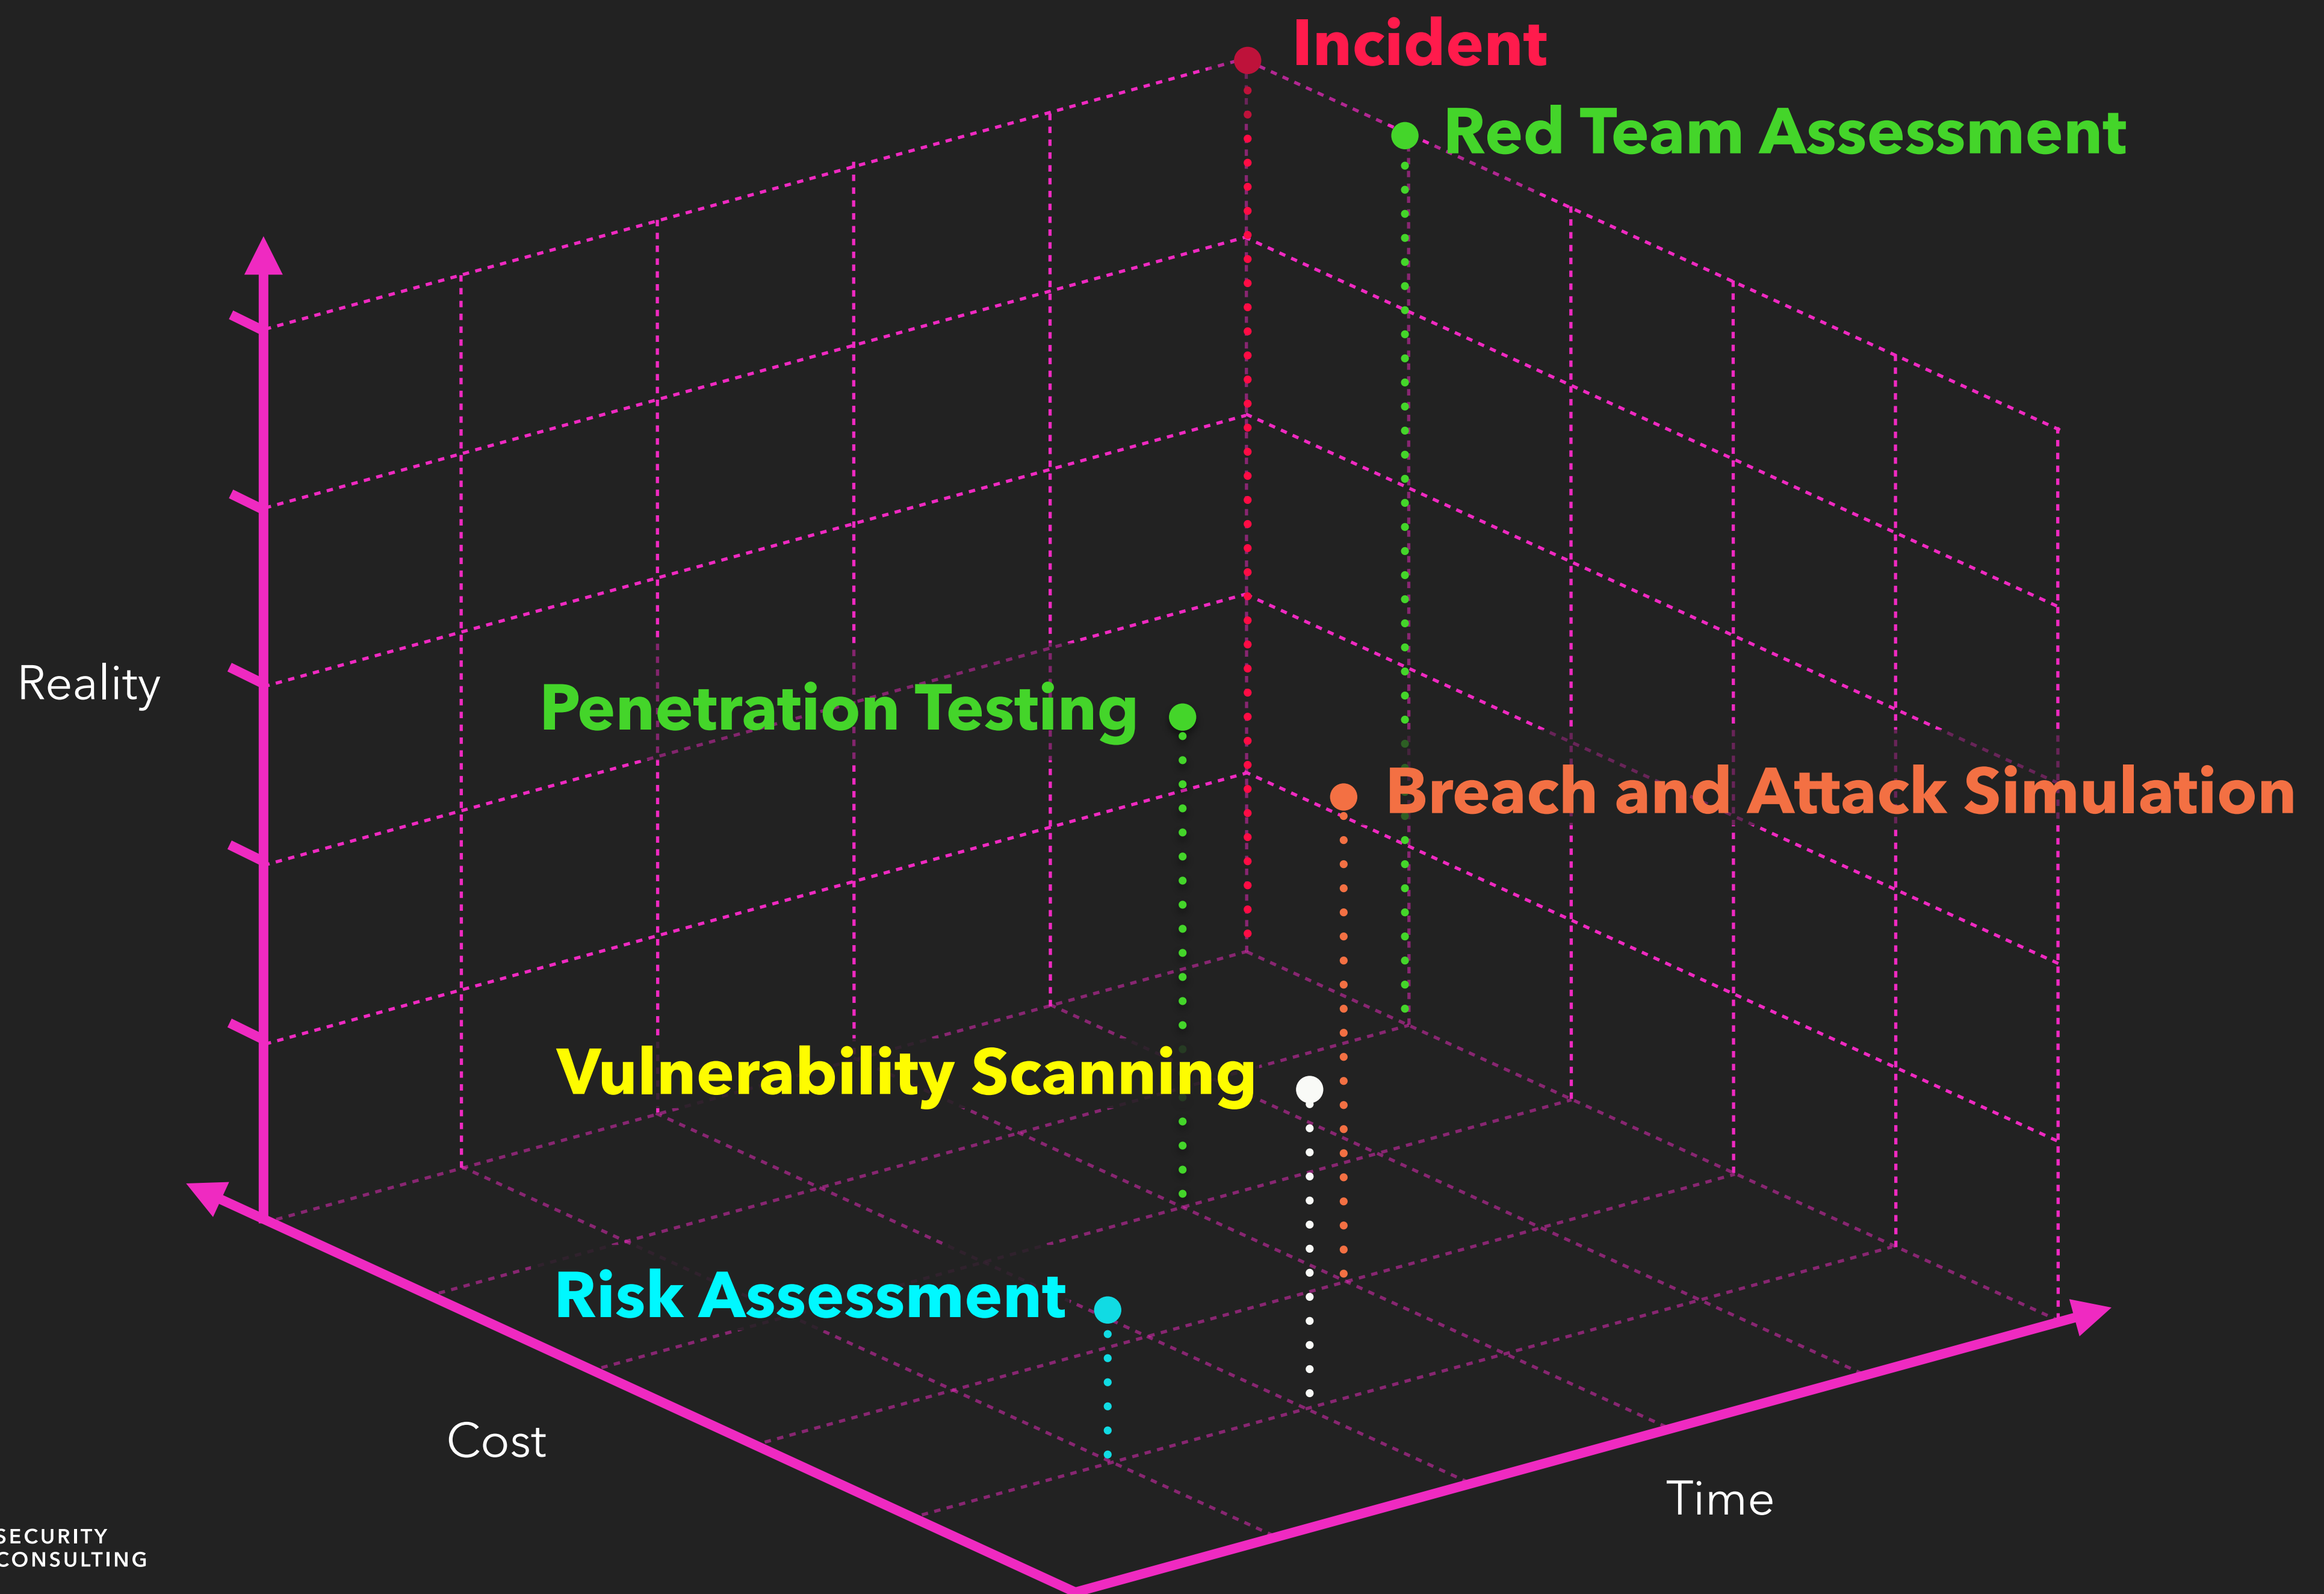 Incident
Red Team Assessment
Reality
Penetration Testing
Breach and Attack Simulation
Vulnerability Scanning
Risk Assessment
Cost
Time
SECURITY
CONSULTING